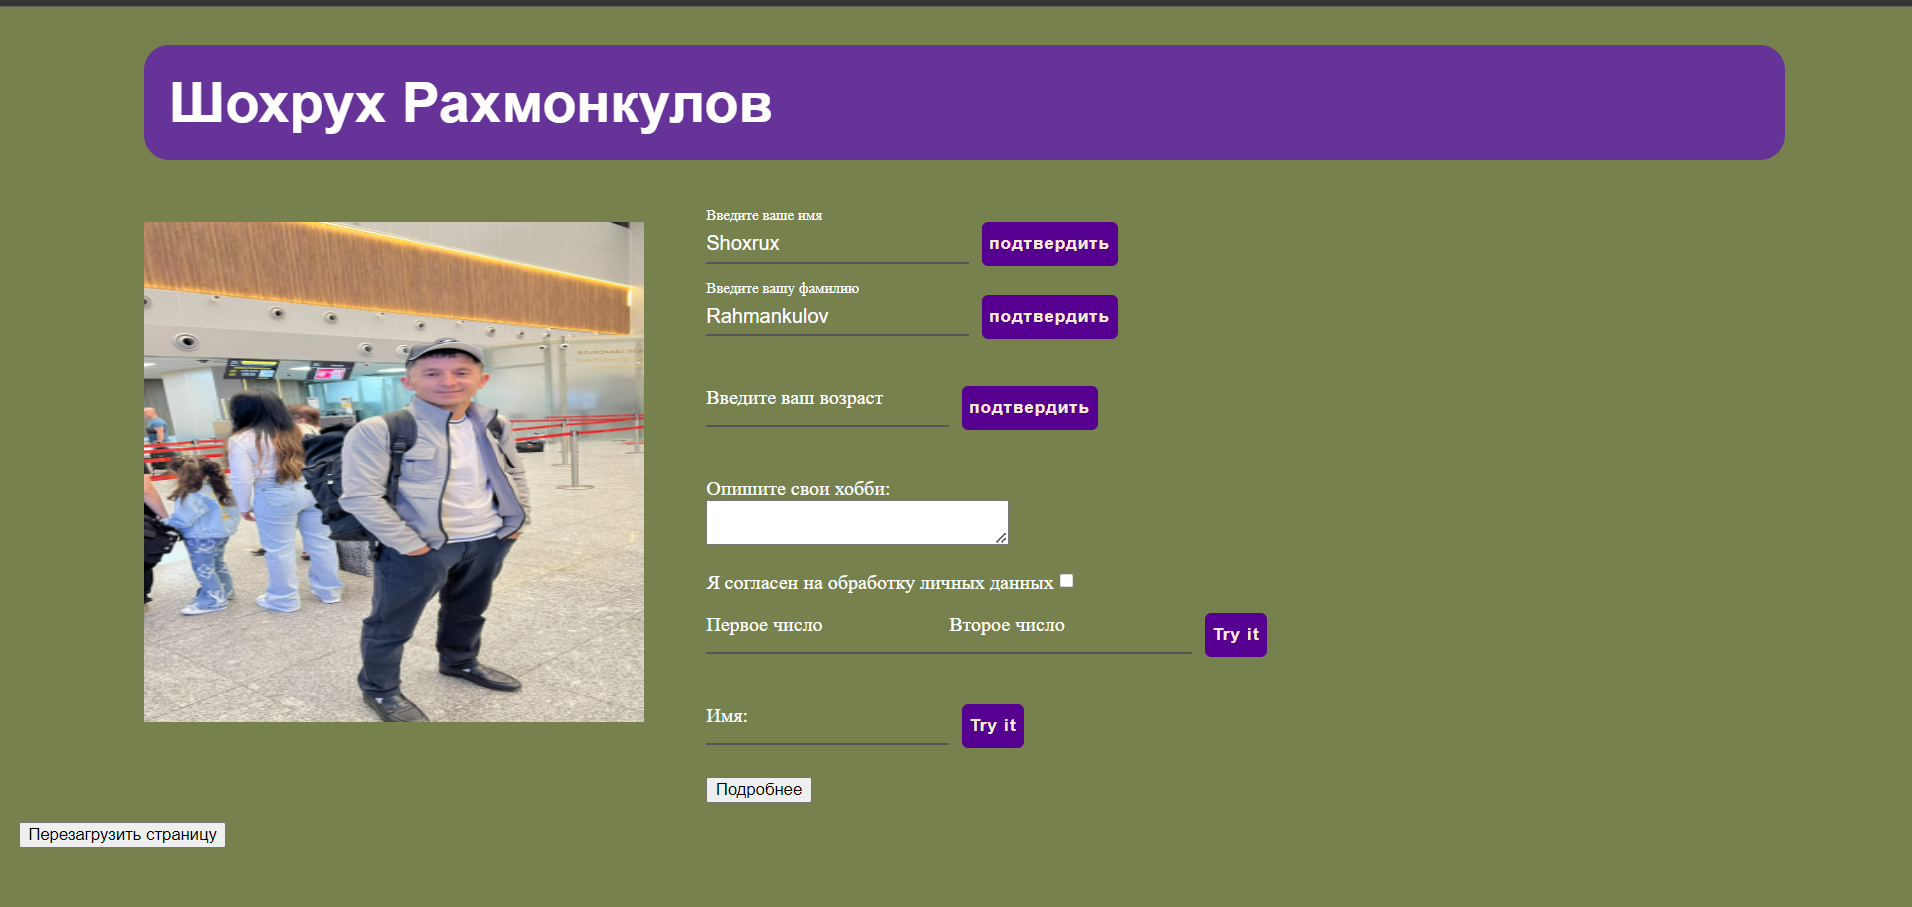 Шохрух Рахмонкулов
Введите ваше имя
Shoxrux
подтвердить
Введите вашу фамилию
Rahmankulov
подтвердить
Введите ваш возраст
подтвердить
Опишите свои хобби:
Я согласен на обработку личных данных
Первое число Второе число Try it
Имя: Try it
Подробнее
Перезагрузить страницу